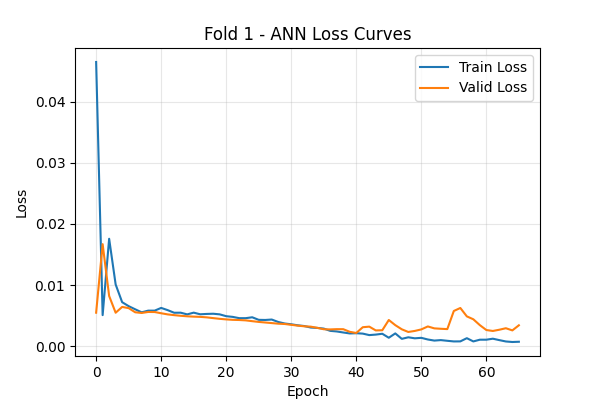 Fold 1 - ANN Loss Curves
Train Loss
Valid Loss
Loss
0.04
0.03
0.02
0.01
0.00
0 10 20 30 40 50 60
Epoch